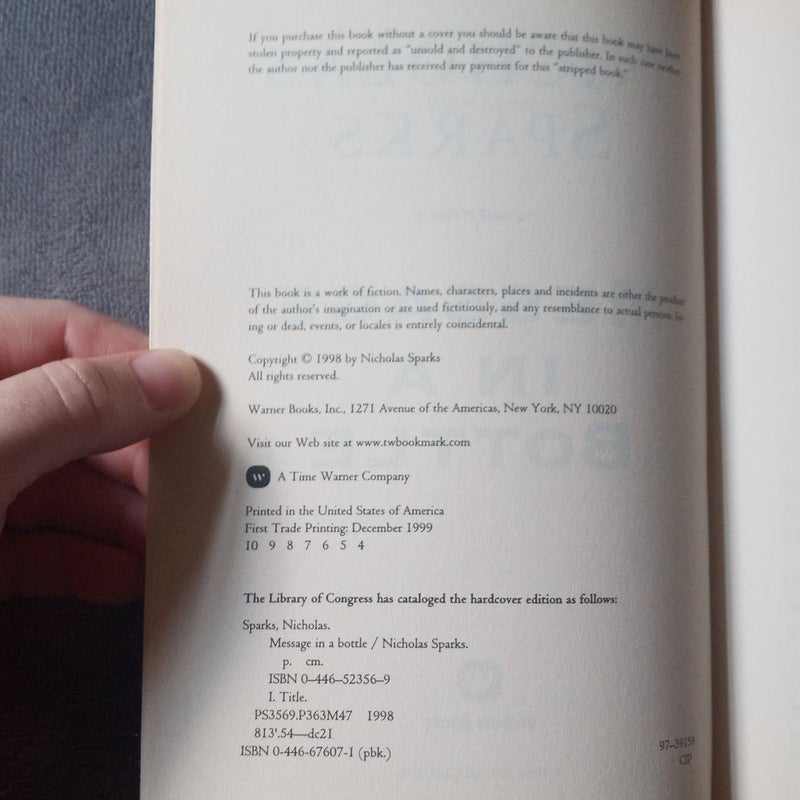 If you purchase this book without a cover you should be aware that this book may have been
stolen property and reported as "unsold and destroyed" to the publisher. In such case neither
the author nor the publisher has received any payment for this "stripped book."
This book is a work of fiction. Names, characters, places and incidents are either the product
of the author's imagination or are used fictitiously, and any resemblance to actual persons, liv-
ing or dead, events, or locales is entirely coincidental.
Copyright © 1998 by Nicholas Sparks
All rights reserved.
Warner Books, Inc., 1271 Avenue of the Americas, New York, NY 10020
Visit our Web site at www.twbookmark.com
W A Time Warner Company
Printed in the United States of America
First Trade Printing: December 1999
10 9 8 7 6 5 4
The Library of Congress has cataloged the hardcover edition as follows:
Sparks, Nicholas.
Message in a bottle / Nicholas Sparks.
p. cm.
ISBN 0-446-52356-9
I. Title.
PS3569.P363M47 1998
813'.54—dc21
97-39158
CIP
ISBN 0-446-67607-1 (pbk.)